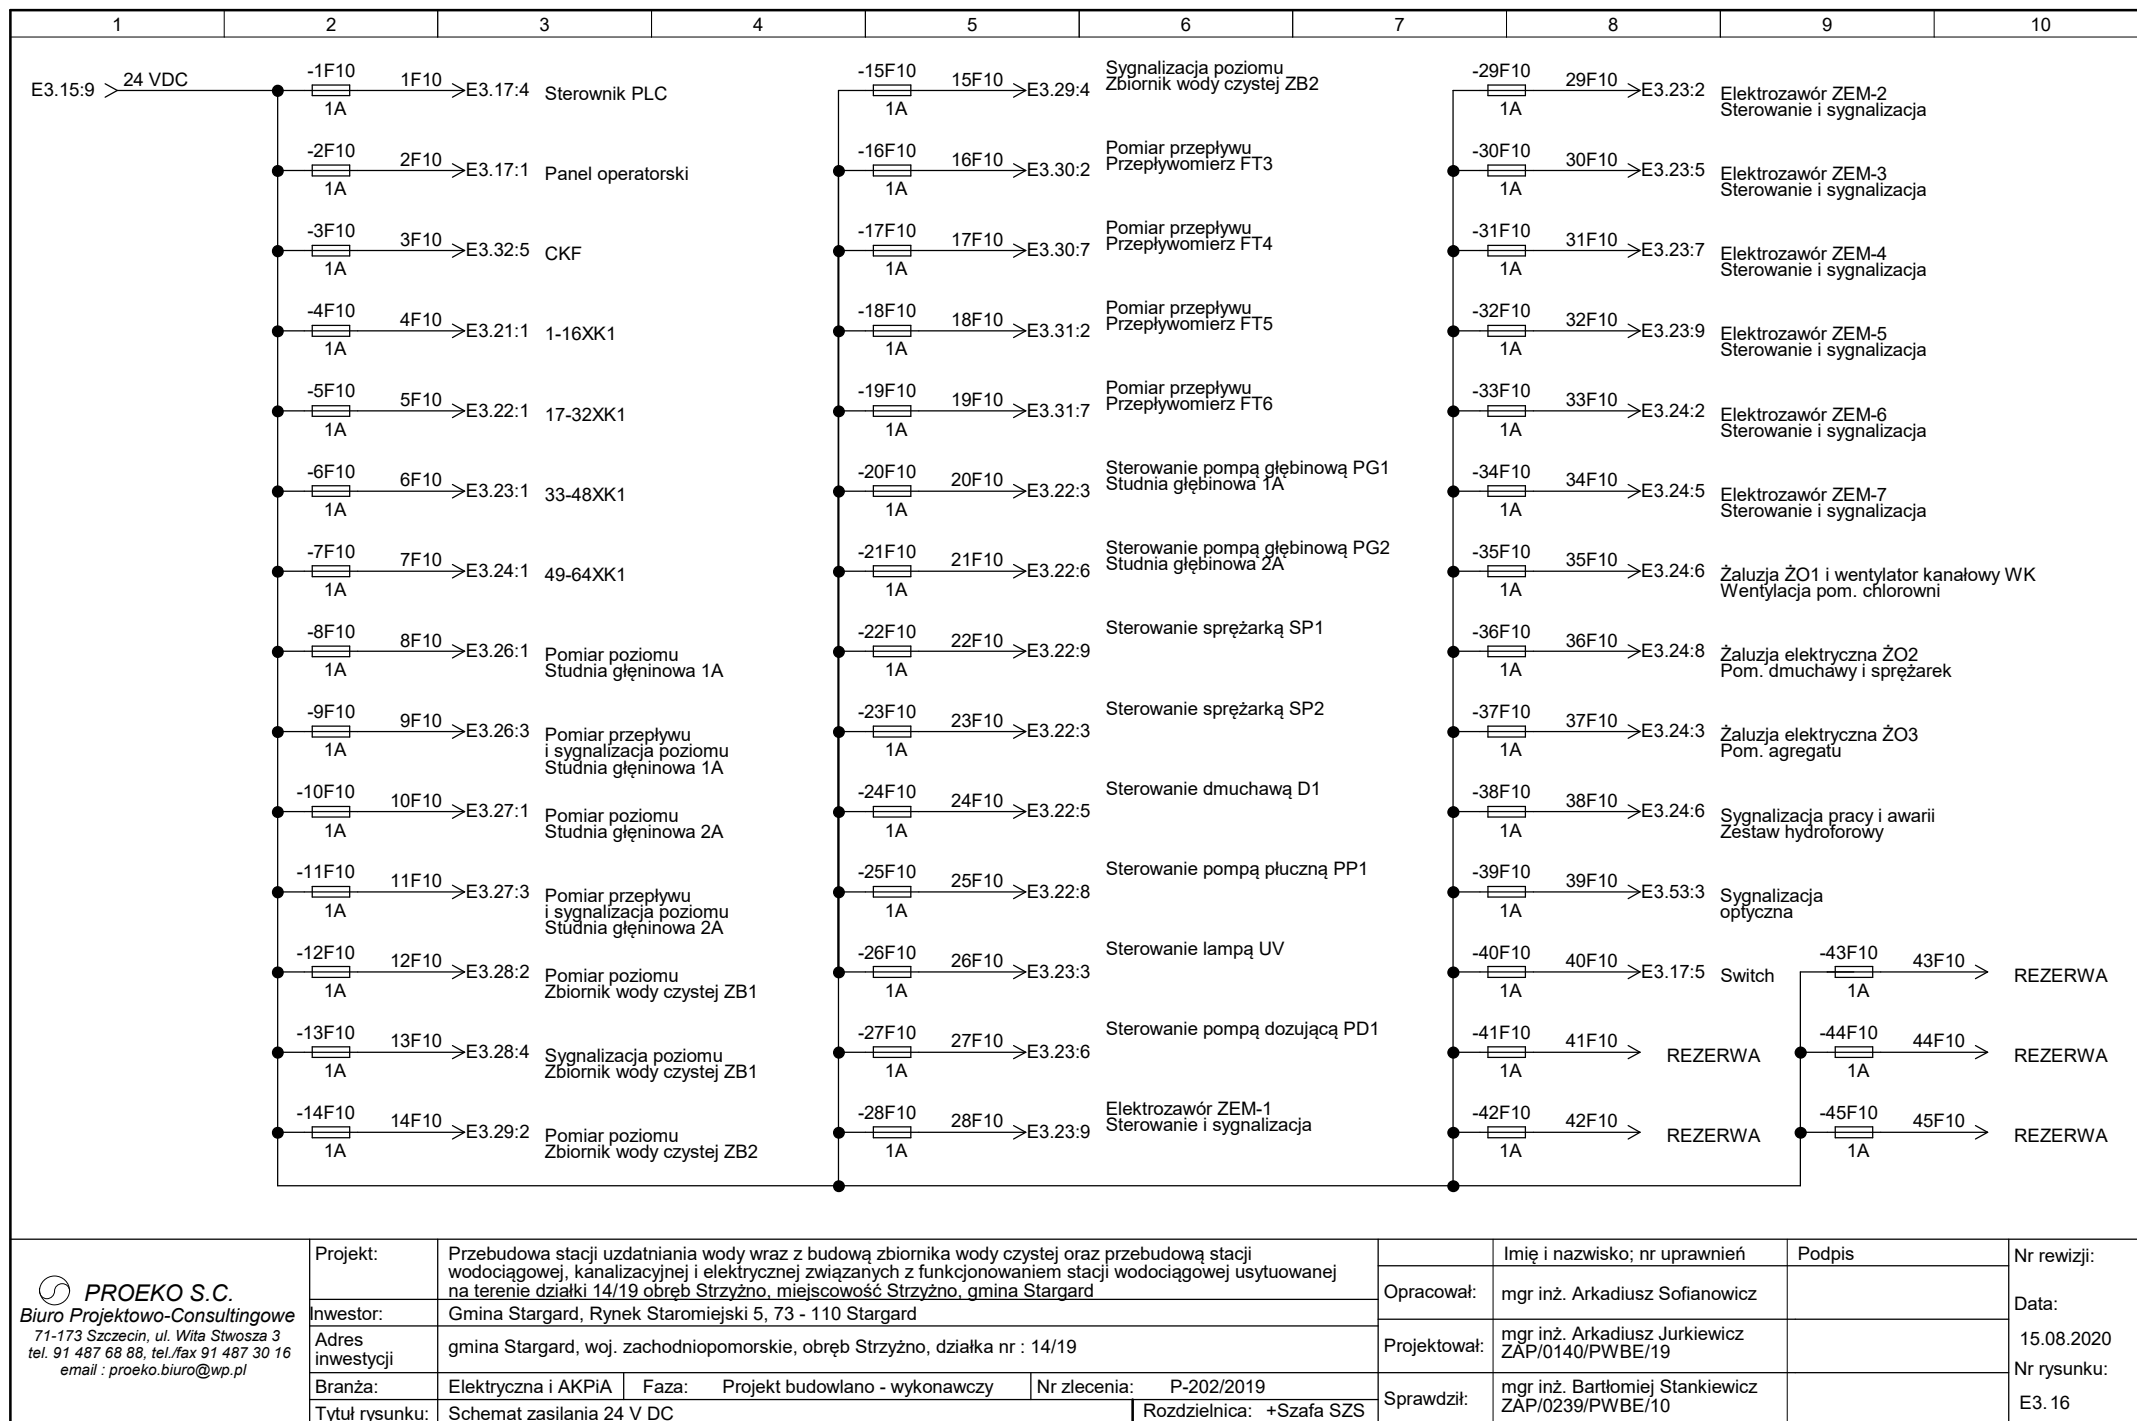 1 2 3 4 5 6 7 8 9 10
E3.15:9 24 VDC
-1F10 1F10
1A E3.17:4 Sterownik PLC
-2F10 2F10
1A E3.17:1 Panel operatorski
-3F10 3F10
1A E3.32:5 CKF
-4F10 4F10
1A E3.21:1 1-16XK1
-5F10 5F10
1A E3.22:1 17-32XK1
-6F10 6F10
1A E3.23:1 33-48XK1
-7F10 7F10
1A E3.24:1 49-64XK1
-8F10 8F10
1A E3.26:1 Pomiar poziomu
Studnia głęninowa 1A
-9F10 9F10
1A E3.26:3 Pomiar przepływu
i sygnalizacja poziomu
Studnia głęninowa 1A
-10F10 10F10
1A E3.27:1 Pomiar poziomu
Studnia głęninowa 2A
-11F10 11F10
1A E3.27:3 Pomiar przepływu
i sygnalizacja poziomu
Studnia głęninowa 2A
-12F10 12F10
1A E3.28:2 Pomiar poziomu
Zbiornik wody czystej ZB1
-13F10 13F10
1A E3.28:4 Sygnalizacja poziomu
Zbiornik wody czystej ZB1
-14F10 14F10
1A E3.29:2 Pomiar poziomu
Zbiornik wody czystej ZB2
-15F10 15F10
1A E3.29:4 Sygnalizacja poziomu
Zbiornik wody czystej ZB2
-16F10 16F10
1A E3.30:2 Pomiar przepływu
Przepływomierz FT3
-17F10 17F10
1A E3.30:7 Pomiar przepływu
Przepływomierz FT4
-18F10 18F10
1A E3.31:2 Pomiar przepływu
Przepływomierz FT5
-19F10 19F10
1A E3.31:7 Pomiar przepływu
Przepływomierz FT6
-20F10 20F10
1A E3.22:3 Sterowanie pompą głębinową PG1
Studnia głębinowa 1A
-21F10 21F10
1A E3.22:6 Sterowanie pompą głębinową PG2
Studnia głębinowa 2A
-22F10 22F10
1A E3.22:9 Sterowanie sprężarką SP1
-23F10 23F10
1A E3.22:3 Sterowanie sprężarką SP2
-24F10 24F10
1A E3.22:5 Sterowanie dmuchawą D1
-25F10 25F10
1A E3.22:8 Sterowanie pompą płuczną PP1
-26F10 26F10
1A E3.23:3 Sterowanie lampą UV
-27F10 27F10
1A E3.23:6 Sterowanie pompą dozującą PD1
-28F10 28F10
1A E3.23:9 Elektrozawór ZEM-1
Sterowanie i sygnalizacja
-29F10 29F10
1A E3.23:2 Elektrozawór ZEM-2
Sterowanie i sygnalizacja
-30F10 30F10
1A E3.23:5 Elektrozawór ZEM-3
Sterowanie i sygnalizacja
-31F10 31F10
1A E3.23:7 Elektrozawór ZEM-4
Sterowanie i sygnalizacja
-32F10 32F10
1A E3.23:9 Elektrozawór ZEM-5
Sterowanie i sygnalizacja
-33F10 33F10
1A E3.24:2 Elektrozawór ZEM-6
Sterowanie i sygnalizacja
-34F10 34F10
1A E3.24:5 Elektrozawór ZEM-7
Sterowanie i sygnalizacja
-35F10 35F10
1A E3.24:6 Żaluzja ŻO1 i wentylator kanałowy WK
Wentylacja pom. chlorowni
-36F10 36F10
1A E3.24:8 Żaluzja elektryczna ŻO2
Pom. dmuchawy i sprężarek
-37F10 37F10
1A E3.24:3 Żaluzja elektryczna ŻO3
Pom. agregatu
-38F10 38F10
1A E3.24:6 Sygnalizacja pracy i awarii
Zestaw hydroforowy
-39F10 39F10
1A E3.53:3 Sygnalizacja
optyczna
-40F10 40F10
1A E3.17:5 Switch
-41F10 41F10
1A REZERWA
-42F10 42F10
1A REZERWA
-43F10 43F10
1A REZERWA
-44F10 44F10
1A REZERWA
-45F10 45F10
1A REZERWA
PROEKO S.C.
Biuro Projektowo-Consultingowe
71-173 Szczecin, ul. Wita Stwosza 3
tel. 91 487 68 88, tel./fax 91 487 30 16
email : proeko.biuro@wp.pl
Projekt: Przebudowa stacji uzdatniania wody wraz z budową zbiornika wody czystej oraz przebudową stacji
wodociągowej, kanalizacyjnej i elektrycznej związanych z funkcjonowaniem stacji wodociągowej usytuowanej
na terenie działki 14/19 obręb Strzyżno, miejscowość Strzyżno, gmina Stargard
Inwestor: Gmina Stargard, Rynek Staromiejski 5, 73 - 110 Stargard
Adres
inwestycji gmina Stargard, woj. zachodniopomorskie, obręb Strzyżno, działka nr : 14/19
Branża: Elektryczna i AKPiA Faza: Projekt budowlano - wykonawczy Nr zlecenia: P-202/2019
Tytuł rysunku: Schemat zasilania 24 V DC Rozdzielnica: +Szafa SZS
Imię i nazwisko; nr uprawnień Podpis
Opracował: mgr inż. Arkadiusz Sofianowicz
Projektował: mgr inż. Arkadiusz Jurkiewicz
ZAP/0140/PWBE/19
Sprawdził: mgr inż. Bartłomiej Stankiewicz
ZAP/0239/PWBE/10
Nr rewizji:
Data:
15.08.2020
Nr rysunku:
E3.16